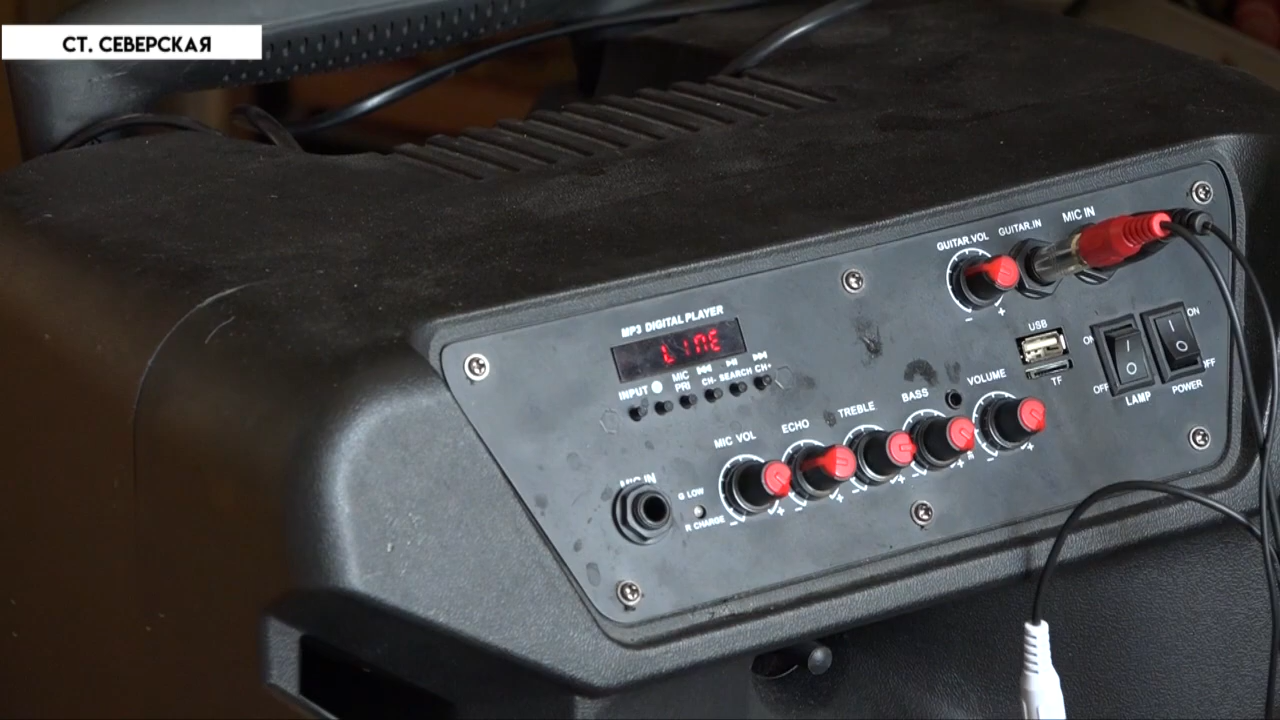 СТ. СЕВЕРСКАЯ
GUITAR.VOL
GUITAR.IN
MIC IN
- +
MP3 DIGITAL PLAYER
LINE
INPUT
MIC PRI
CH- SEARCH CH+
USB
TF
ON
OFF
LAMP
ON
OFF
POWER
MIC VOL
ECHO
TREBLE
BASS
VOLUME
MIC IN
G LOW
R CHARGE